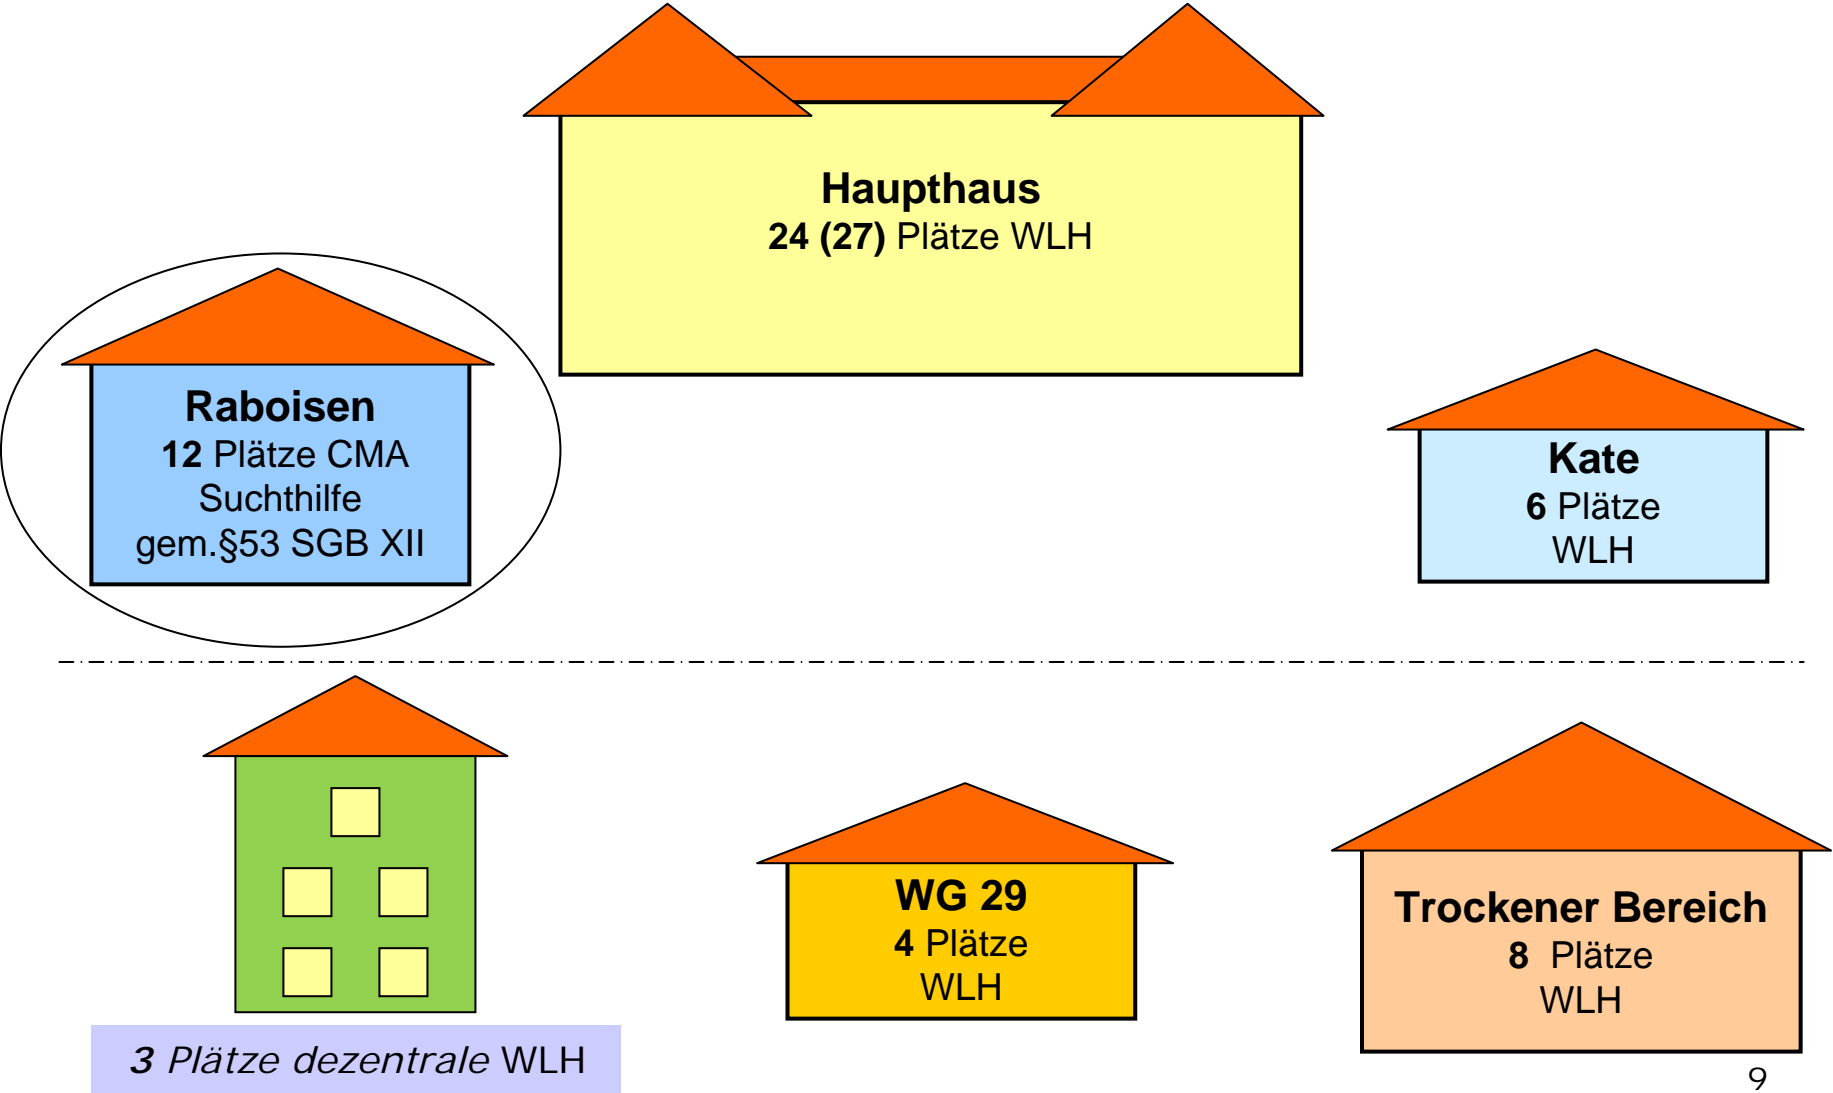 Haupthaus
24 (27) Plätze WLH
Raboisen
12 Plätze CMA
Suchthilfe
gem.§53 SGB XII
Kate
6 Plätze
WLH
WG 29
4 Plätze
WLH
Trockener Bereich
8 Plätze
WLH
3 Plätze dezentrale WLH
9